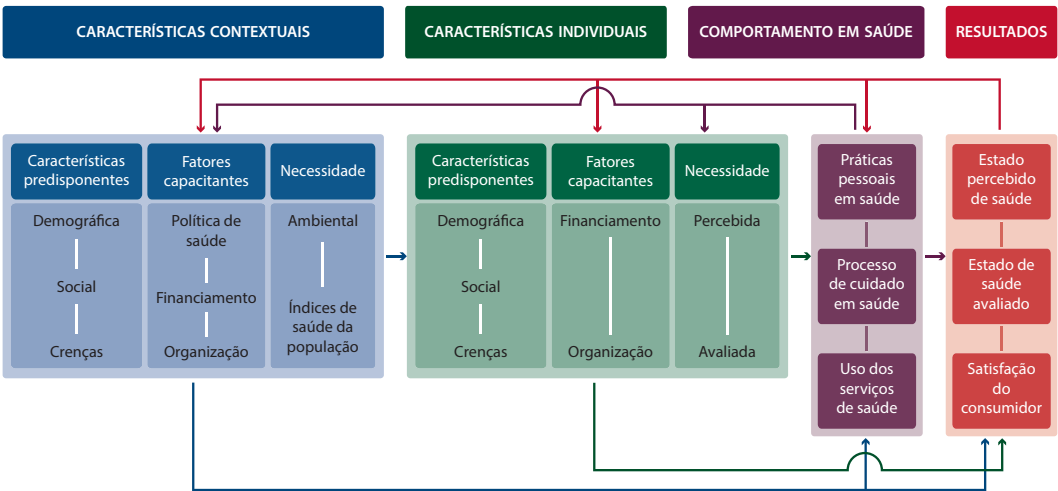 CARACTERÍSTICAS CONTEXTUAIS
CARACTERÍSTICAS INDIVIDUAIS
COMPORTAMENTO EM SAÚDE
RESULTADOS
Características
predisponentes
Fatores
capacitantes
Necessidade
Demográfica
Social
Crenças
Política de
saúde
Financiamento
Organização
Ambiental
Índices de
saúde da
população
Características
predisponentes
Fatores
capacitantes
Necessidade
Demográfica
Social
Crenças
Financiamento
Organização
Percebida
Avaliada
Práticas
pessoais
em saúde
Processo
de cuidado
em saúde
Uso dos
serviços
de saúde
Estado
percebido
de saúde
Estado de
saúde
avaliado
Satisfação
do
consumidor